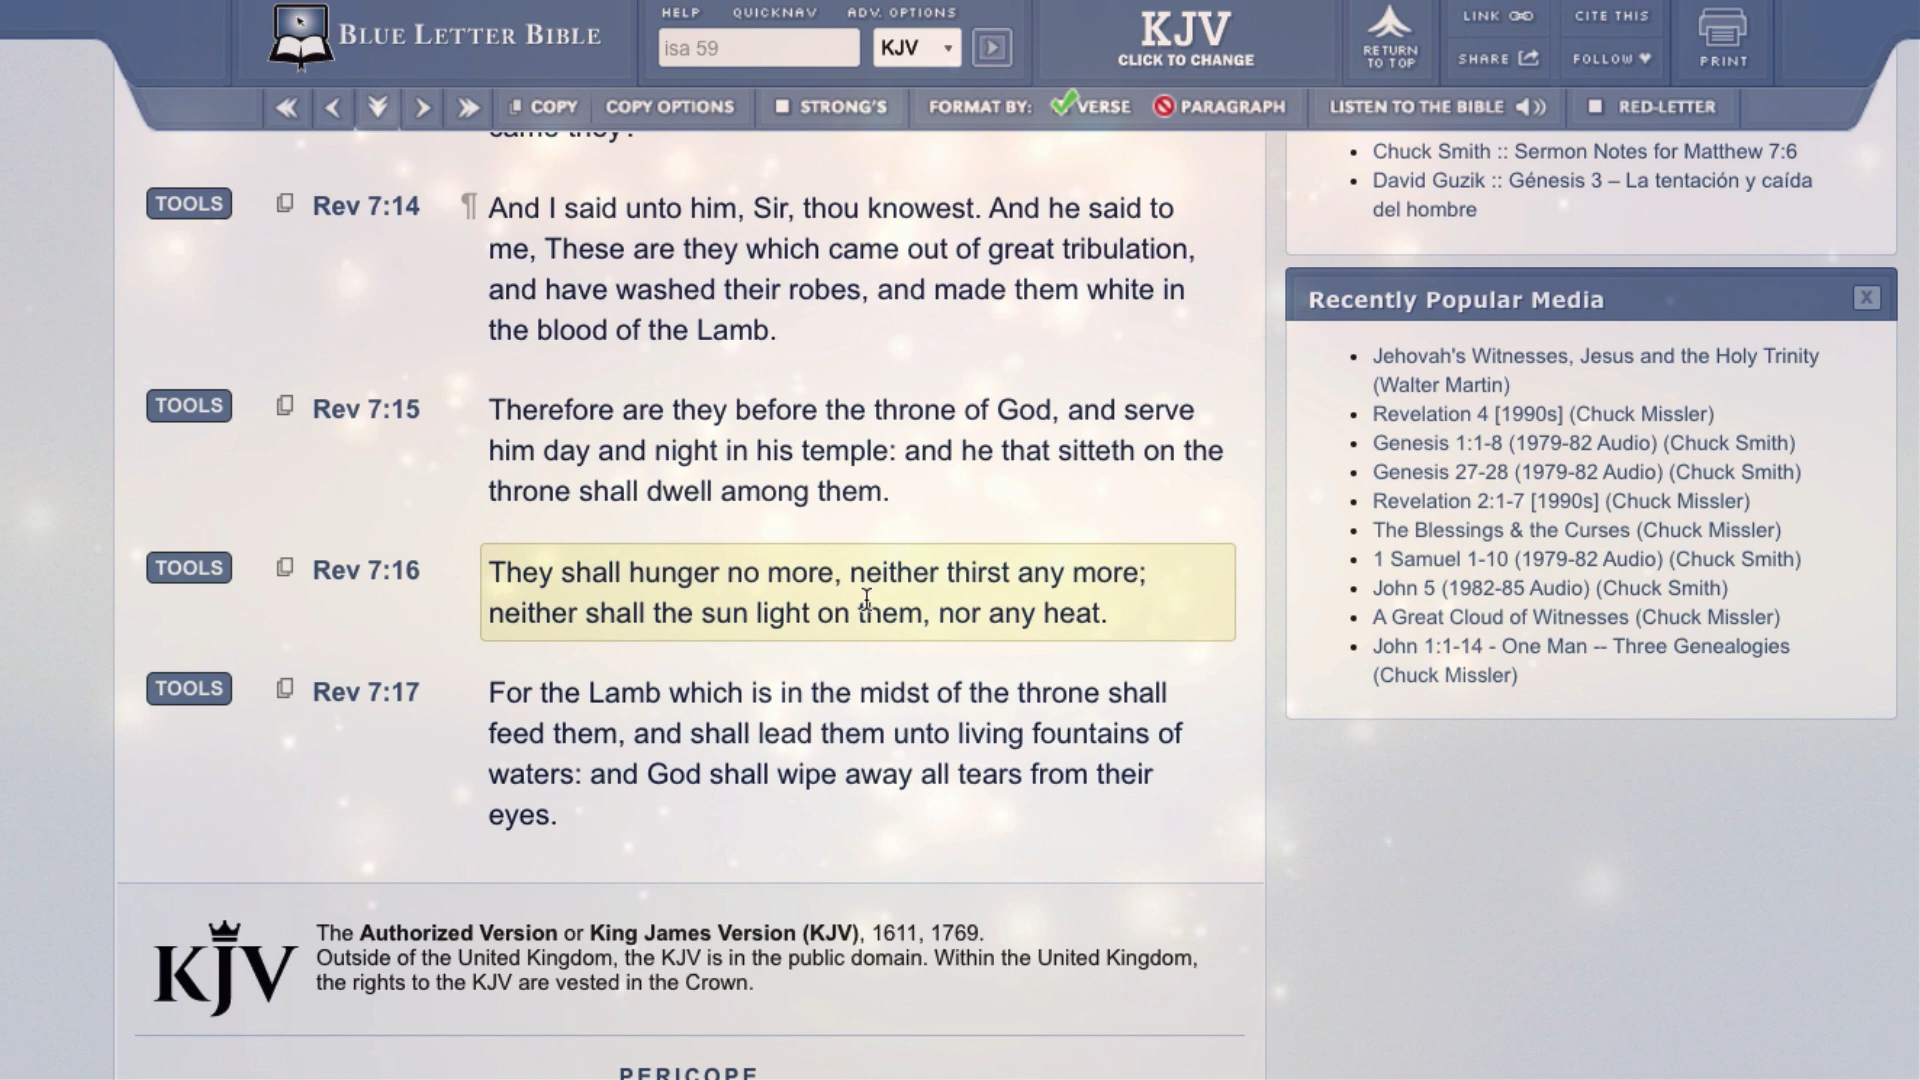 HELP QUICKNAV ADV. OPTIONS
BLUE LETTER BIBLE
isa 59
KJV
KJV
CLICK TO CHANGE
RETURN
TO TOP
LINK
SHARE
CITE THIS
FOLLOW
PRINT
COPY COPY OPTIONS STRONG'S FORMAT BY: VERSE PARAGRAPH LISTEN TO THE BIBLE RED-LETTER
came they?
TOOLS Rev 7:14 ¶ And I said unto him, Sir, thou knowest. And he said to
me, These are they which came out of great tribulation,
and have washed their robes, and made them white in
the blood of the Lamb.
TOOLS Rev 7:15 Therefore are they before the throne of God, and serve
him day and night in his temple: and he that sitteth on the
throne shall dwell among them.
TOOLS Rev 7:16 They shall hunger no more, neither thirst any more;
neither shall the sun light on them, nor any heat.
TOOLS Rev 7:17 For the Lamb which is in the midst of the throne shall
feed them, and shall lead them unto living fountains of
waters: and God shall wipe away all tears from their
eyes.
KJV
The Authorized Version or King James Version (KJV), 1611, 1769.
Outside of the United Kingdom, the KJV is in the public domain. Within the United Kingdom,
the rights to the KJV are vested in the Crown.
PERICOPE
• Chuck Smith :: Sermon Notes for Matthew 7:6
• David Guzik :: Génesis 3 – La tentación y caída
del hombre
Recently Popular Media X
• Jehovah's Witnesses, Jesus and the Holy Trinity
(Walter Martin)
• Revelation 4 [1990s] (Chuck Missler)
• Genesis 1:1-8 (1979-82 Audio) (Chuck Smith)
• Genesis 27-28 (1979-82 Audio) (Chuck Smith)
• Revelation 2:1-7 [1990s] (Chuck Missler)
• The Blessings & the Curses (Chuck Missler)
• 1 Samuel 1-10 (1979-82 Audio) (Chuck Smith)
• John 5 (1982-85 Audio) (Chuck Smith)
• A Great Cloud of Witnesses (Chuck Missler)
• John 1:1-14 - One Man -- Three Genealogies
(Chuck Missler)